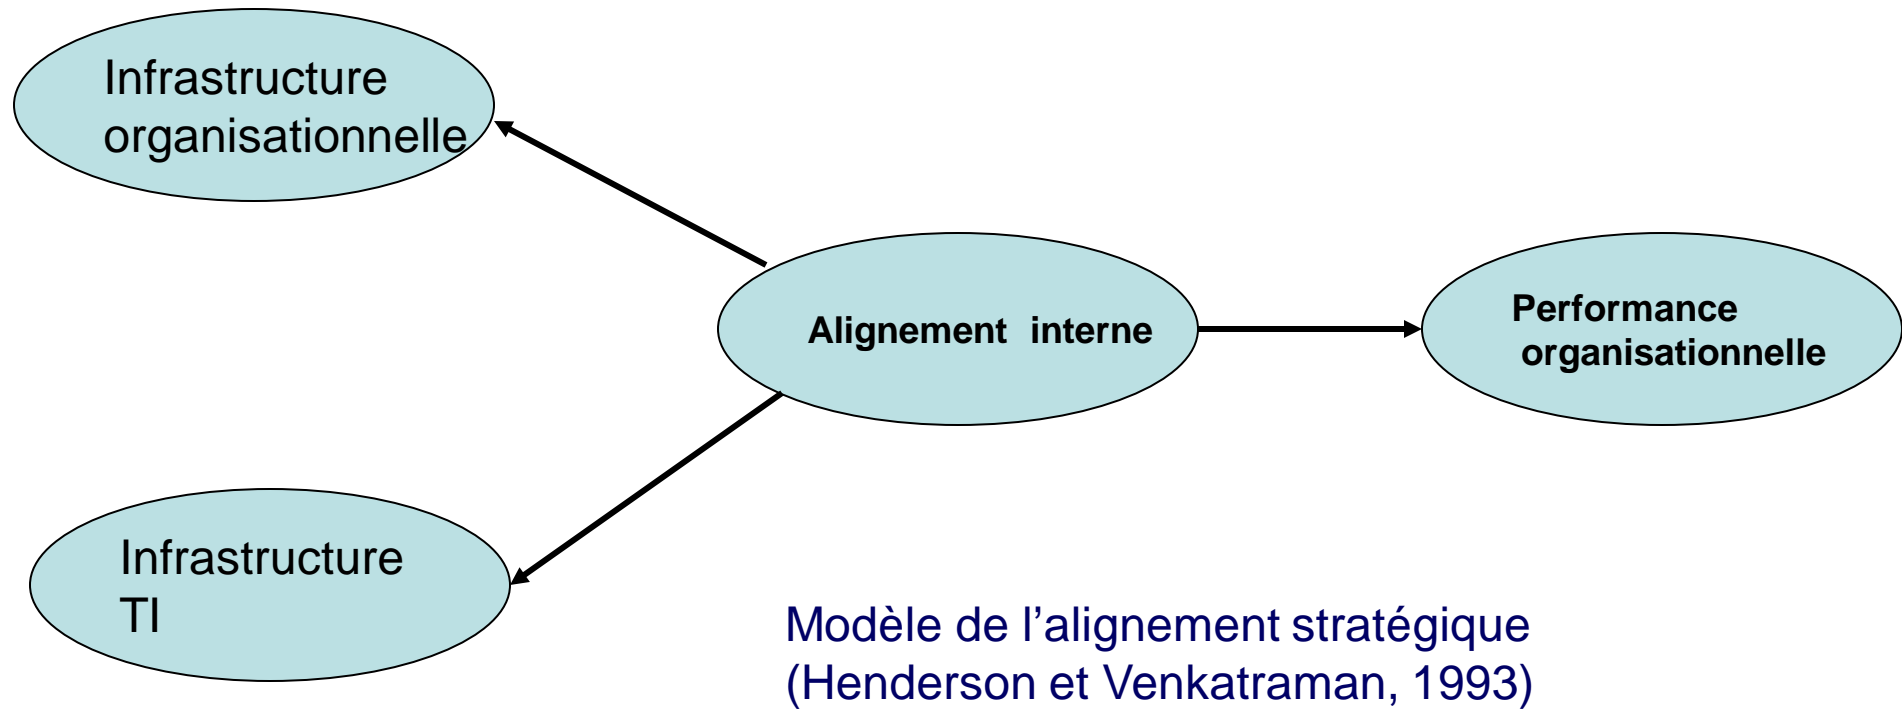 Infrastructure
organisationnelle
Alignement interne
Performance
organisationnelle
Infrastructure
TI
Modèle de l’alignement stratégique
(Henderson et Venkatraman, 1993)